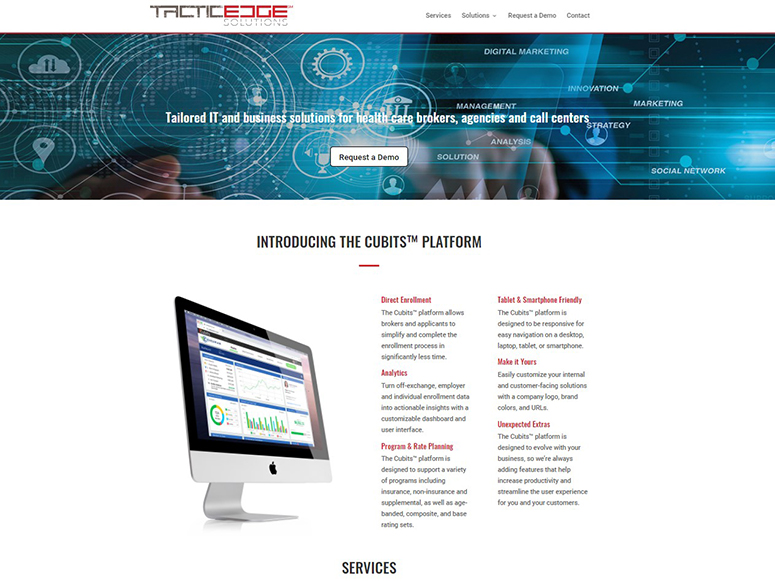 TACTICEDGE℠
SOLUTIONS
Services Solutions Request a Demo Contact
DIGITAL MARKETING
INNOVATION
MANAGEMENT
MARKETING
Tailored IT and business solutions for health care brokers, agencies and call centers
STRATEGY
ANALYSIS
Request a Demo
SOLUTION
SOCIAL NETWORK
INTRODUCING THE CUBITS™ PLATFORM
Direct Enrollment
The Cubits™ platform allows
brokers and applicants to
simplify and complete the
enrollment process in
significantly less time.
Analytics
Turn off-exchange, employer
and individual enrollment data
into actionable insights with a
customizable dashboard and
user interface.
Program & Rate Planning
The Cubits™ platform is
designed to support a variety
of programs including
insurance, non-insurance and
supplemental, as well as age-
banded, composite, and base
rating sets.
Tablet & Smartphone Friendly
The Cubits™ platform is
designed to be responsive for
easy navigation on a desktop,
laptop, tablet, or smartphone.
Make it Yours
Easily customize your internal
and customer-facing solutions
with a company logo, brand
colors, and URLs.
Unexpected Extras
The Cubits™ platform is
designed to evolve with your
business, so we're always
adding features that help
increase productivity and
streamline the user experience
for you and your customers.
SERVICES